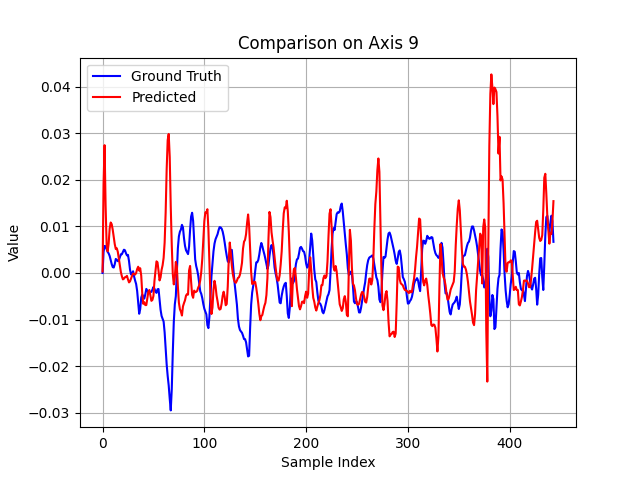 Comparison on Axis 9
Ground Truth
Predicted
Value
0.04
0.03
0.02
0.01
0.00
−0.01
−0.02
−0.03
0
100
200
300
400
Sample Index